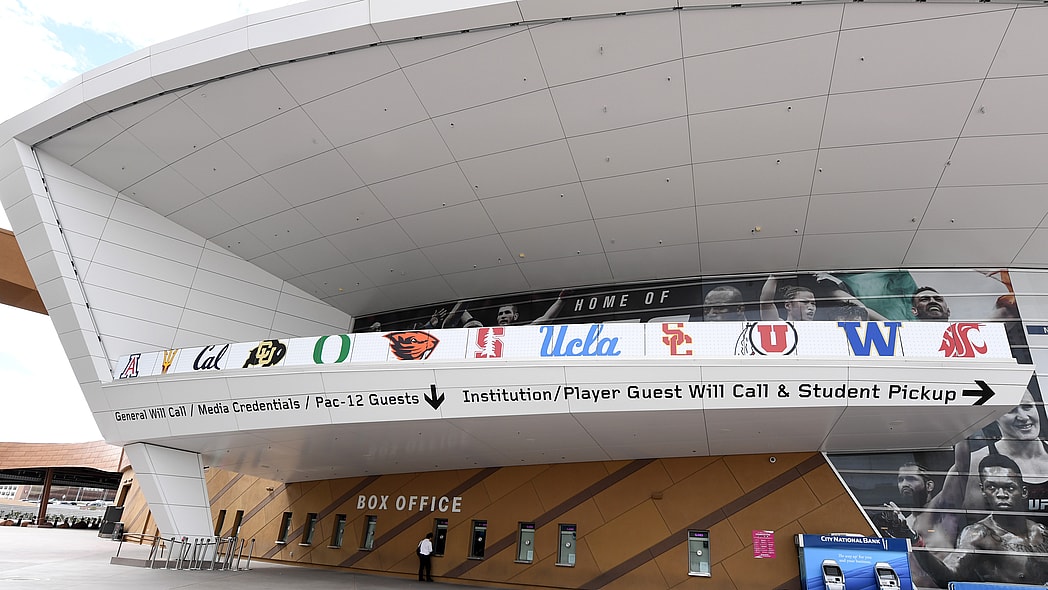 HOME OF
A
Cal
CU
O
S
Ucla
SC
U
W
General Will Call / Media Credentials / Pac-12 Guests
Institution/Player Guest Will Call & Student Pickup
BOX OFFICE
CITY NATIONAL BANK